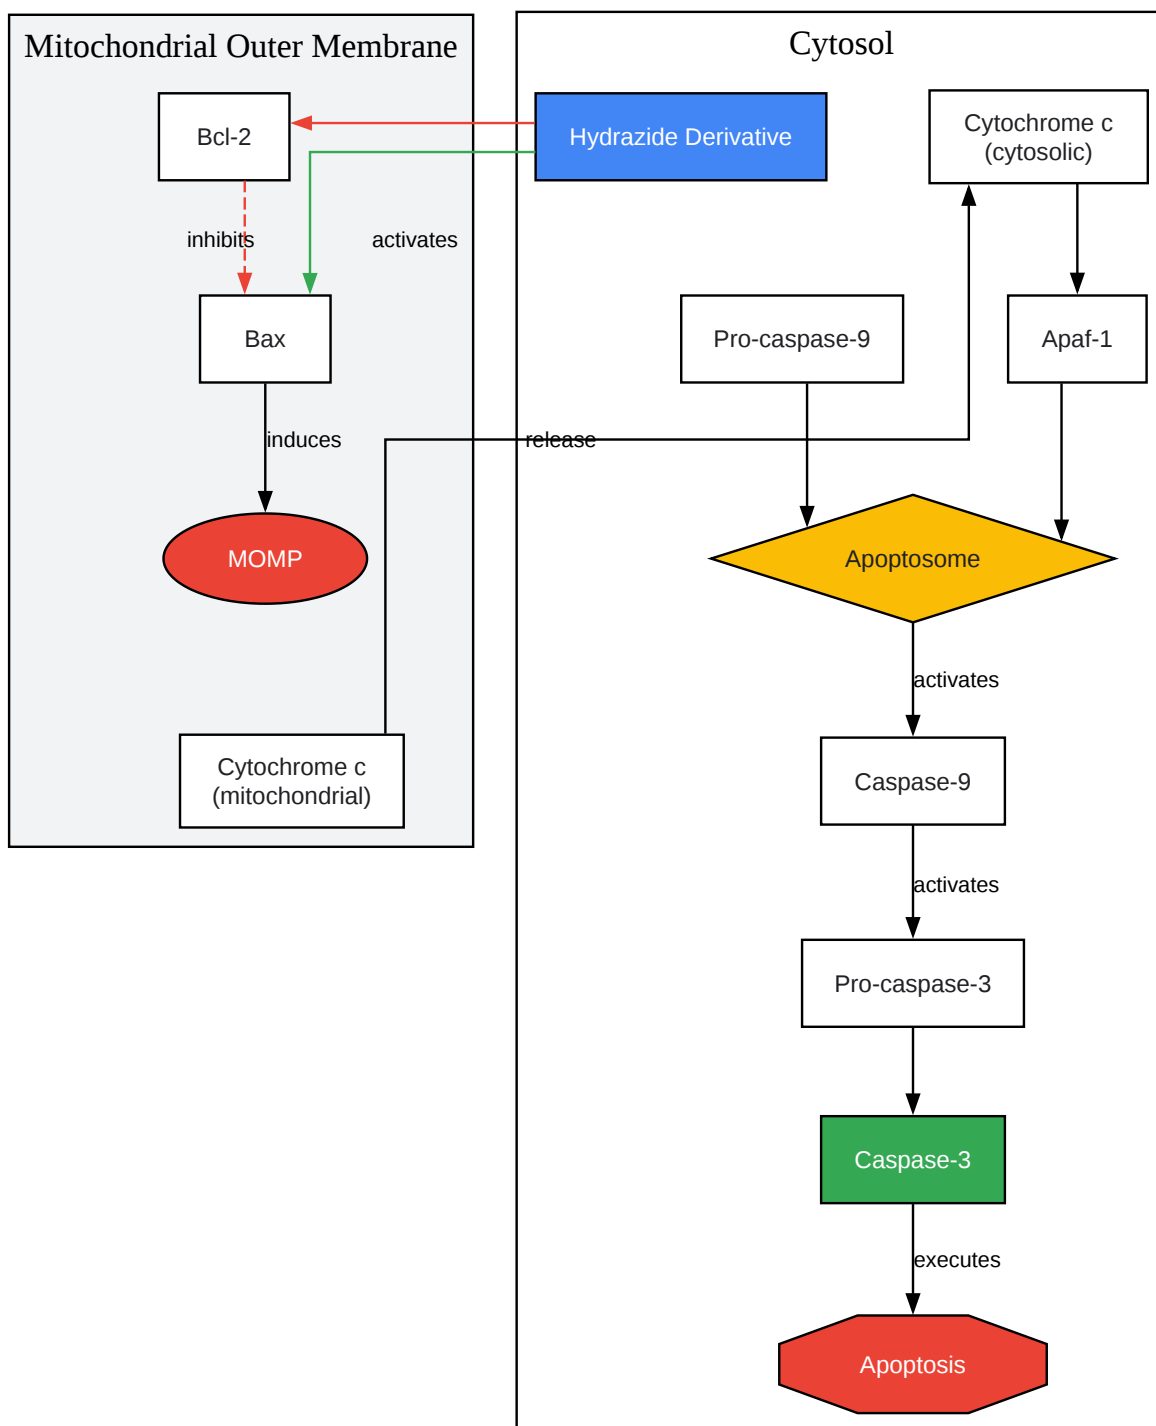 Mitochondrial Outer Membrane
Cytosol
Bcl-2
Hydrazide Derivative
Cytochrome c
(cytosolic)
inhibits
activates
Bax
Pro-caspase-9
Apaf-1
induces
release
MOMP
Apoptosome
activates
Cytochrome c
(mitochondrial)
Caspase-9
activates
Pro-caspase-3
Caspase-3
executes
Apoptosis